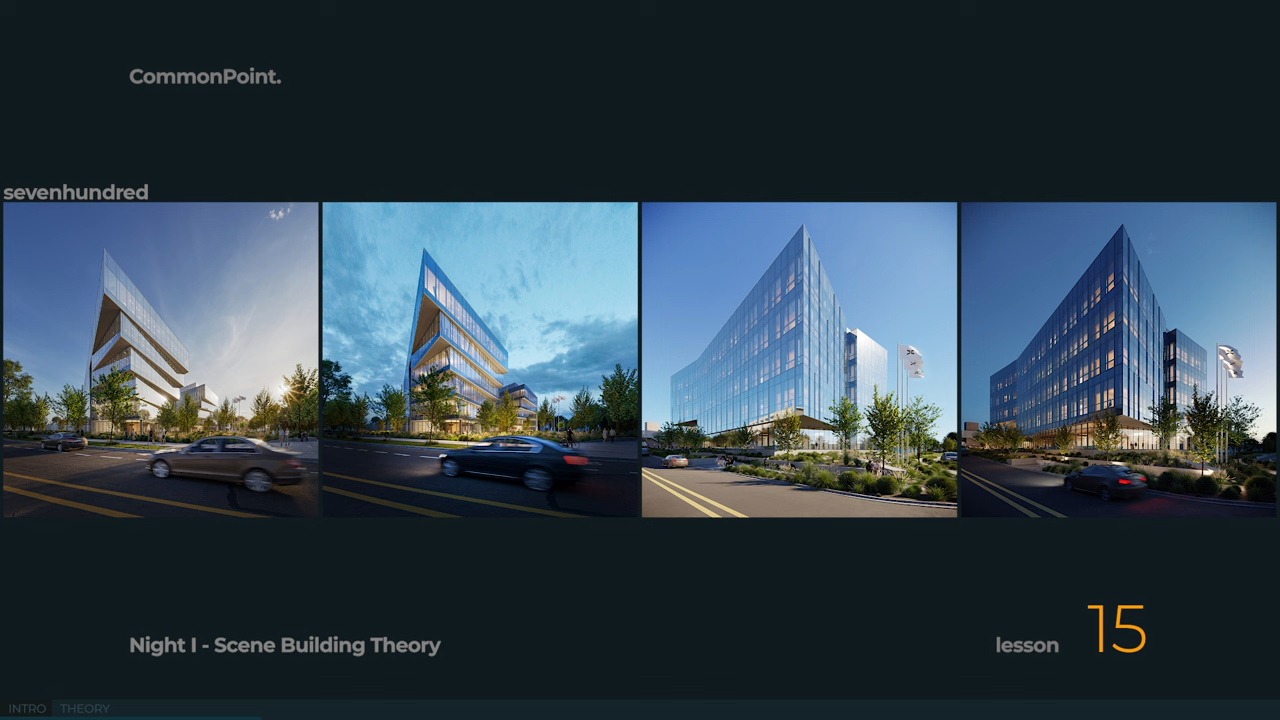 CommonPoint.
sevenhundred
Night I - Scene Building Theory
lesson 15
INTRO THEORY